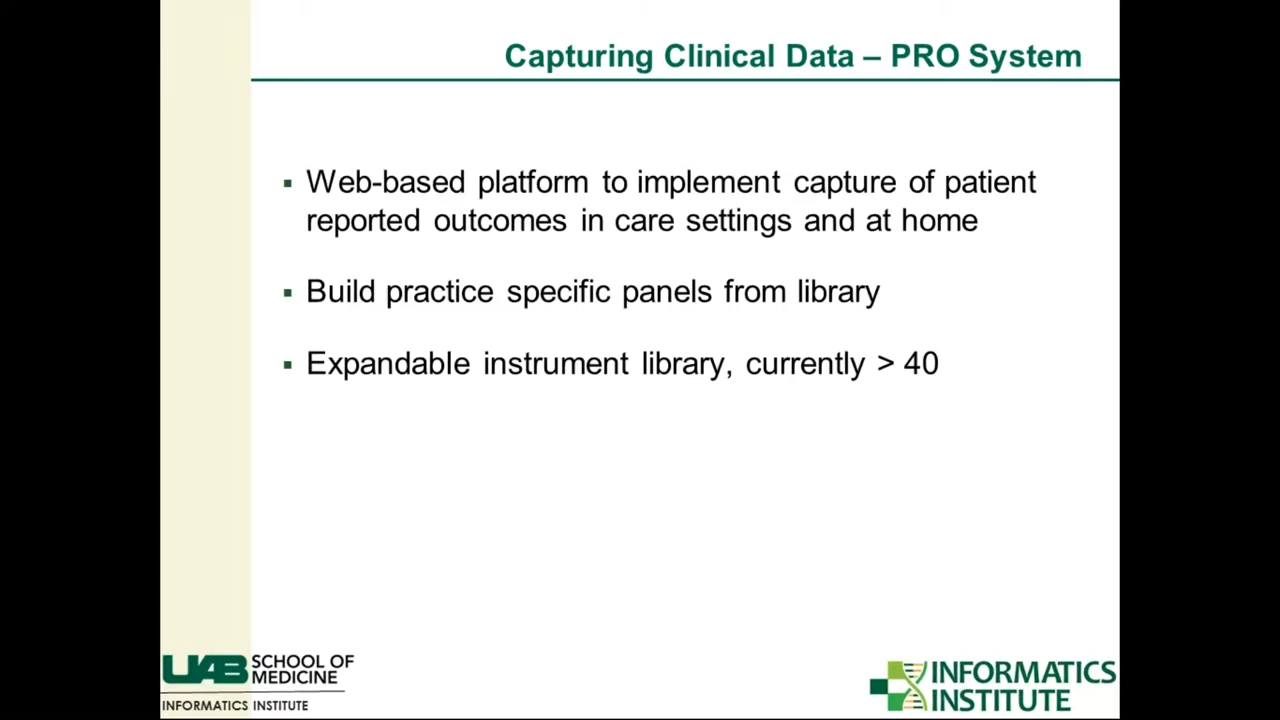 Capturing Clinical Data – PRO System
▪ Web-based platform to implement capture of patient
reported outcomes in care settings and at home
▪ Build practice specific panels from library
▪ Expandable instrument library, currently > 40
UAB SCHOOL OF
MEDICINE
INFORMATICS INSTITUTE
INFORMATICS
INSTITUTE